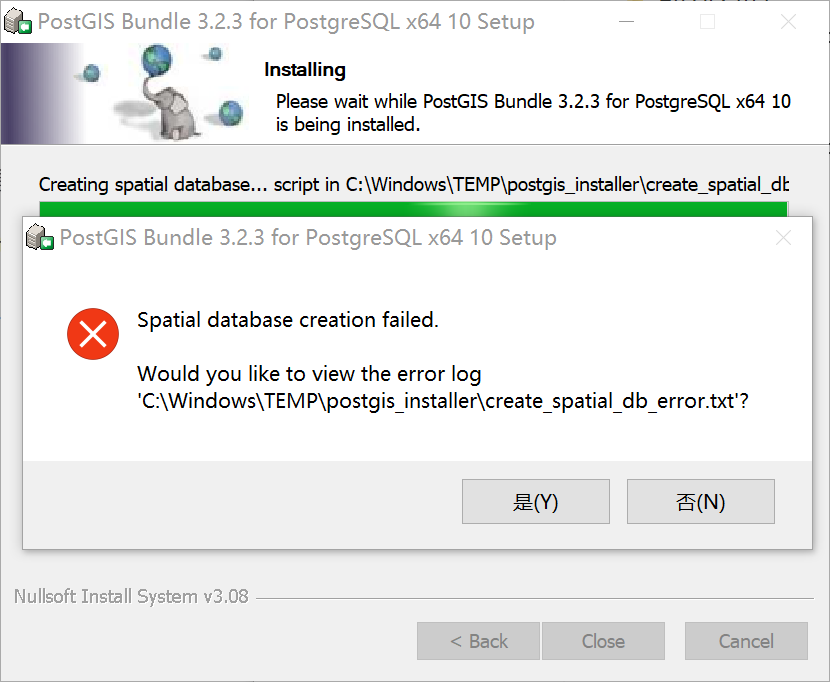 PostGIS Bundle 3.2.3 for PostgreSQL x64 10 Setup
Installing
Please wait while PostGIS Bundle 3.2.3 for PostgreSQL x64 10
is being installed.
Creating spatial database... script in C:\Windows\TEMP\postgis_installer\create_spatial_db
PostGIS Bundle 3.2.3 for PostgreSQL x64 10 Setup
Spatial database creation failed.
Would you like to view the error log
'C:\Windows\TEMP\postgis_installer\create_spatial_db_error.txt'?
是(Y) 否(N)
Nullsoft Install System v3.08
< Back Close Cancel